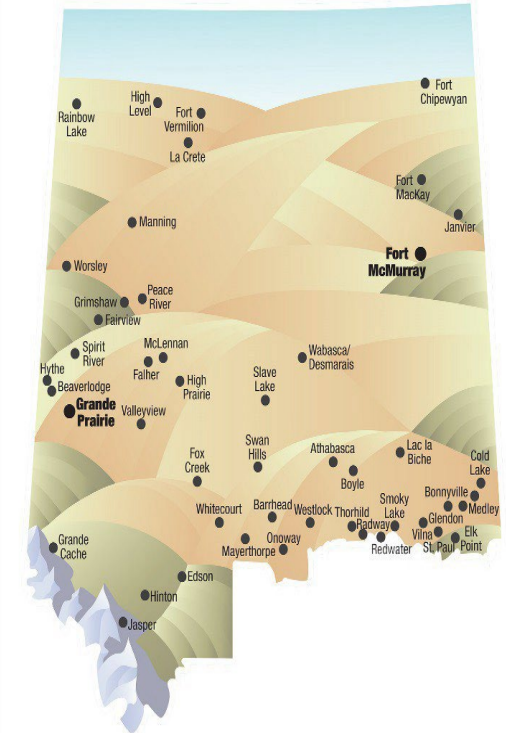 Fort
Chipewyan
High
Level
Rainbow
Lake
Fort
Vermilion
La Crete
Fort
MacKay
Janvier
Manning
Fort
McMurray
Worsley
Peace
River
Grimshaw
Fairview
McLennan
Spirit
River
Wabasca/
Desmarais
Falher
Slave
Lake
Hythe
High
Prairie
Beaverlodge
Grande
Prairie
Valleyview
Swan
Hills
Athabasca
Lac la
Biche
Fox
Creek
Cold
Lake
Boyle
Bonnyville
Smoky
Lake
Medley
Whitecourt
Barrhead
Westlock
Thorhild
Glendon
Radway
Vilna
Elk
Point
Onoway
Grande
Cache
Mayerthorpe
Redwater
St. Paul
Edson
Hinton
Jasper